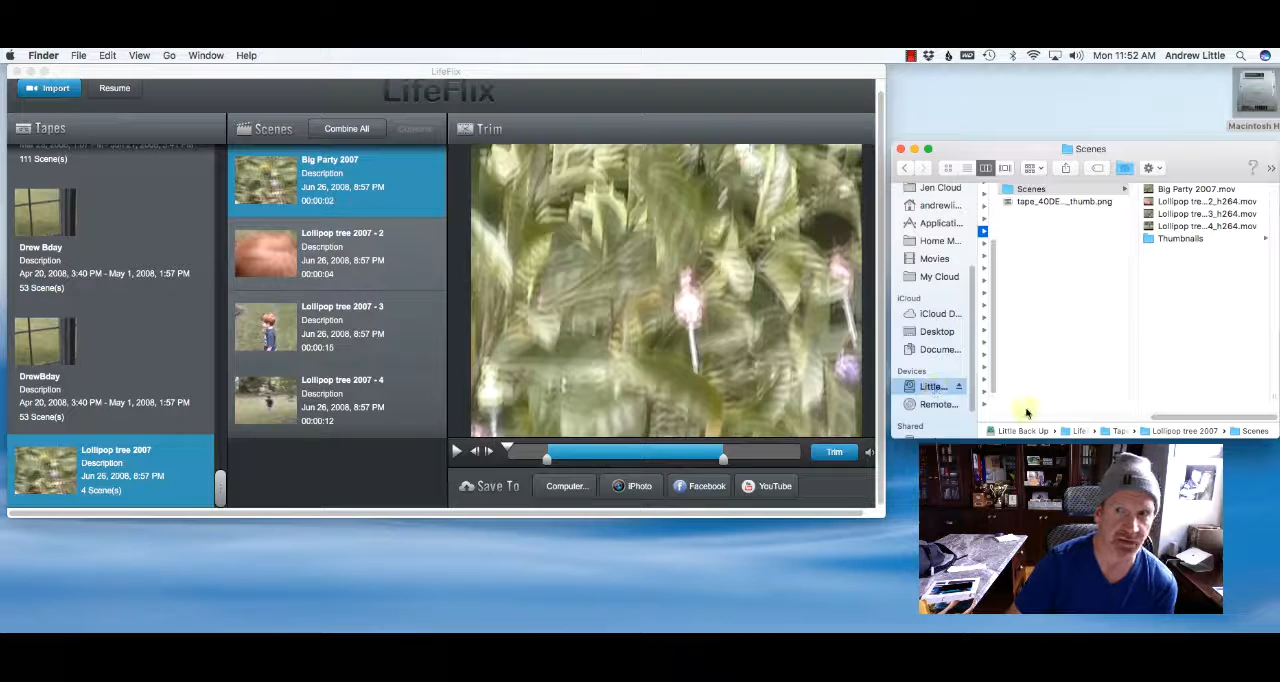 Finder File Edit View Go Window Help
Mon 11:52 AM Andrew Little
LifeFlix
Import Resume
LifeFlix
Tapes
111 Scene(s)
Drew Bday
Description
Apr 20, 2008, 3:40 PM - May 1, 2008, 1:57 PM
53 Scene(s)
DrewBday
Description
Apr 20, 2008, 3:40 PM - May 1, 2008, 1:57 PM
53 Scene(s)
Lollipop tree 2007
Description
Jun 26, 2008, 8:57 PM
4 Scene(s)
Scenes Combine All
Big Party 2007
Description
Jun 26, 2008, 8:57 PM
00:00:02
Lollipop tree 2007 - 2
Description
Jun 26, 2008, 8:57 PM
00:00:04
Lollipop tree 2007 - 3
Description
Jun 26, 2008, 8:57 PM
00:00:15
Lollipop tree 2007 - 4
Description
Jun 26, 2008, 8:57 PM
00:00:12
Trim
Trim
Save To Computer... iPhoto Facebook YouTube
Macintosh H
Scenes
Jen Cloud
andrewli...
Applicati...
Home M...
Movies
My Cloud
iCloud
iCloud D...
Desktop
Docume...
Devices
Little...
Remote...
Shared
Scenes
tape_40DE..._thumb.png
Big Party 2007.mov
Lollipop tre...2_h264.mov
Lollipop tre...3_h264.mov
Lollipop tre...4_h264.mov
Thumbnails
Little Back Up Life Tap Lollipop tree 2007 Scenes